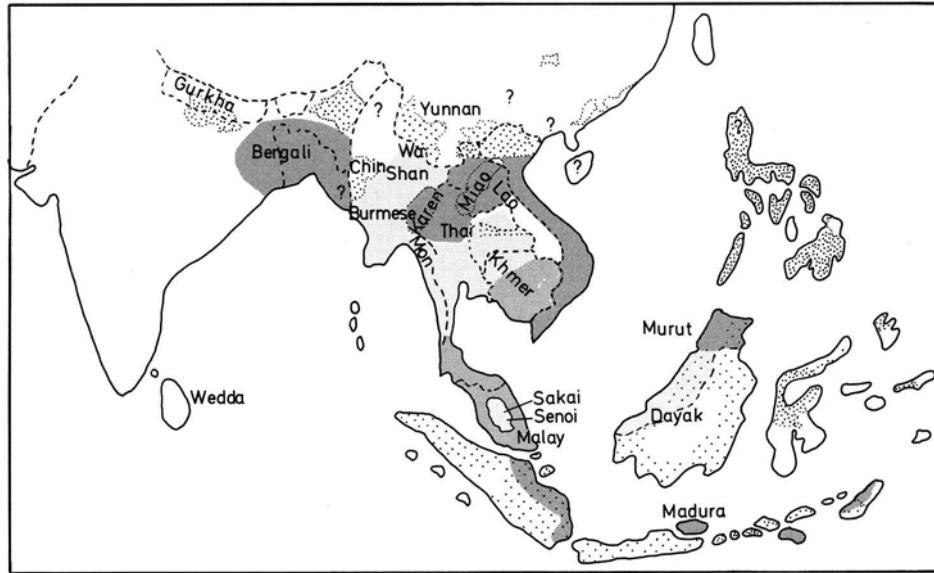 ?
Gurkha
?
?
Yunnan
?
Bengali
Wa
?
Chin
Shan
?
Miao
Lao
Burmese
Karen
Thai
Mon
Khmer
Murut
Wedda
Sakai
Senoi
Dayak
Malay
Madura